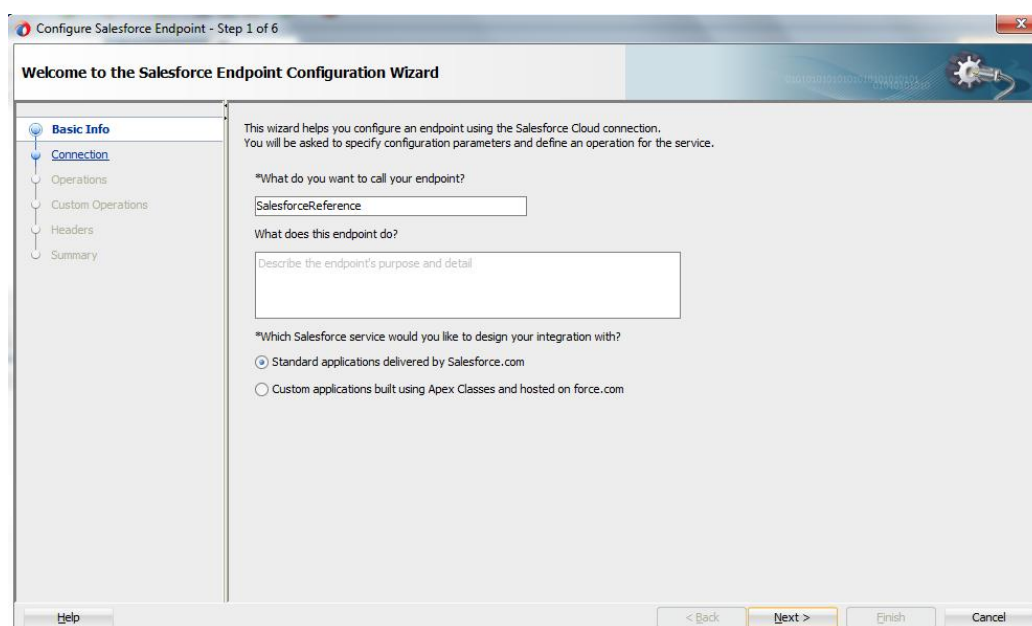 Configure Salesforce Endpoint - Step 1 of 6
Welcome to the Salesforce Endpoint Configuration Wizard
Basic Info
Connection
Operations
Custom Operations
Headers
Summary
This wizard helps you configure an endpoint using the Salesforce Cloud connection.
You will be asked to specify configuration parameters and define an operation for the service.
*What do you want to call your endpoint?
SalesforceReference
What does this endpoint do?
Describe the endpoint's purpose and detail
*Which Salesforce service would you like to design your integration with?
Standard applications delivered by Salesforce.com
Custom applications built using Apex Classes and hosted on force.com
Help
< Back
Next >
Finish
Cancel